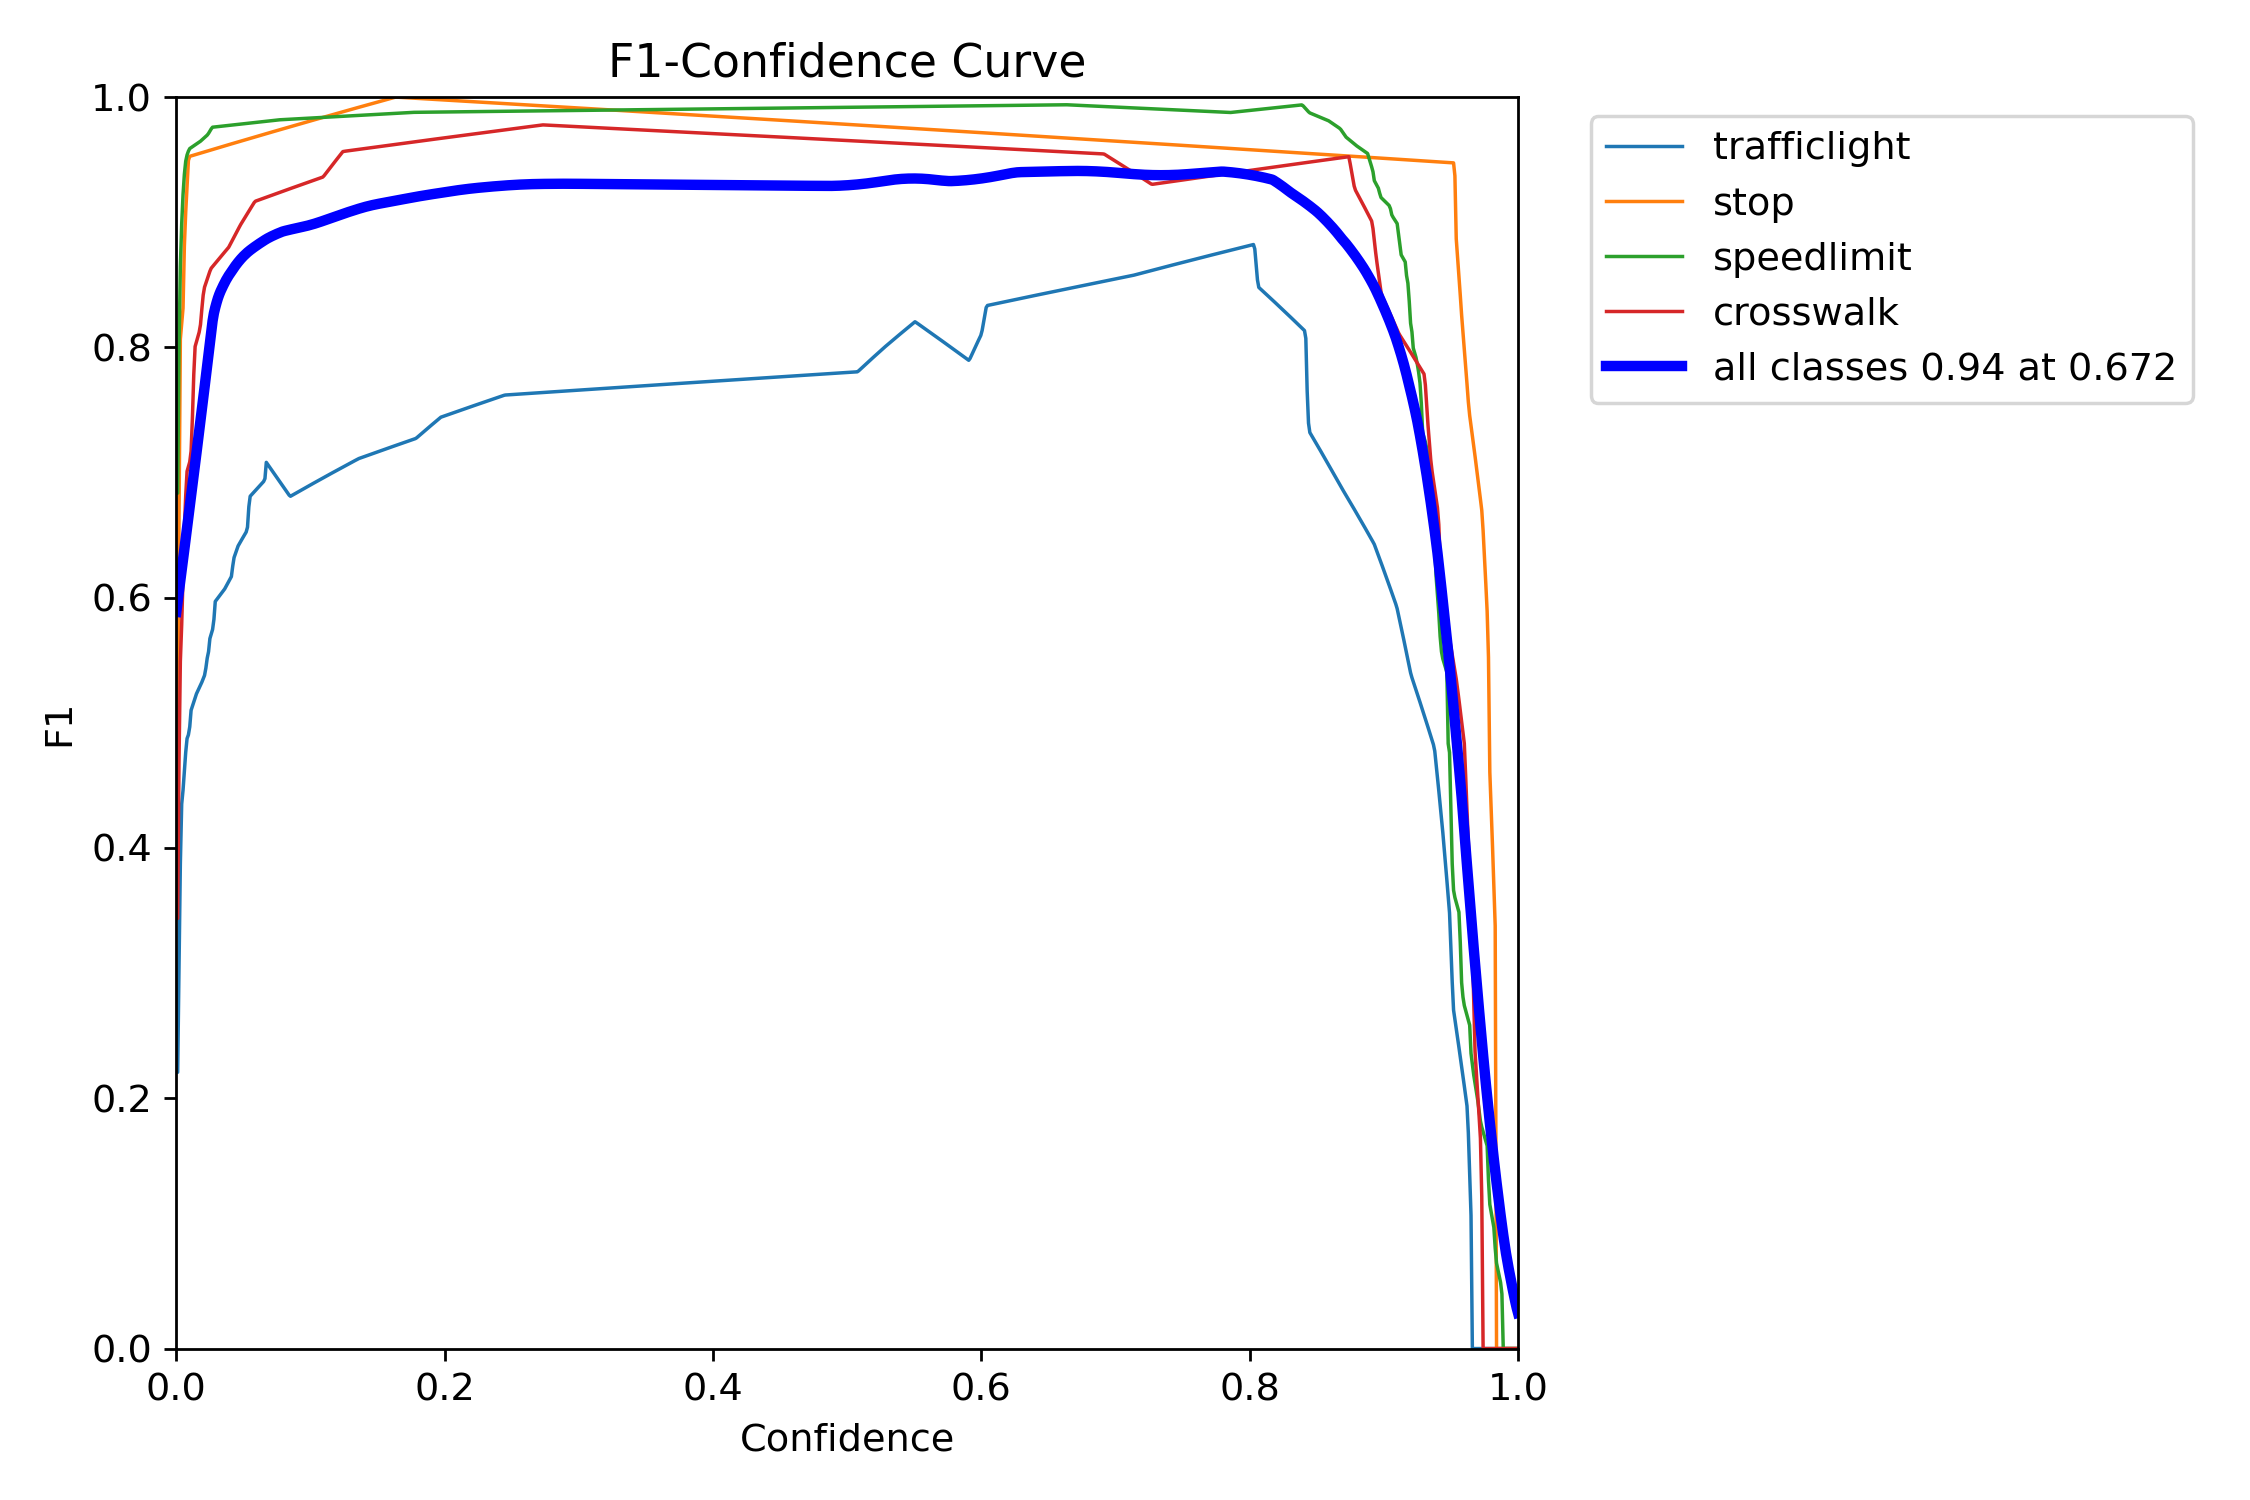 F1-Confidence Curve
1.0
0.8
0.6
0.4
0.2
0.0
F1
0.0 0.2 0.4 0.6 0.8 1.0
Confidence
trafficlight
stop
speedlimit
crosswalk
all classes 0.94 at 0.672